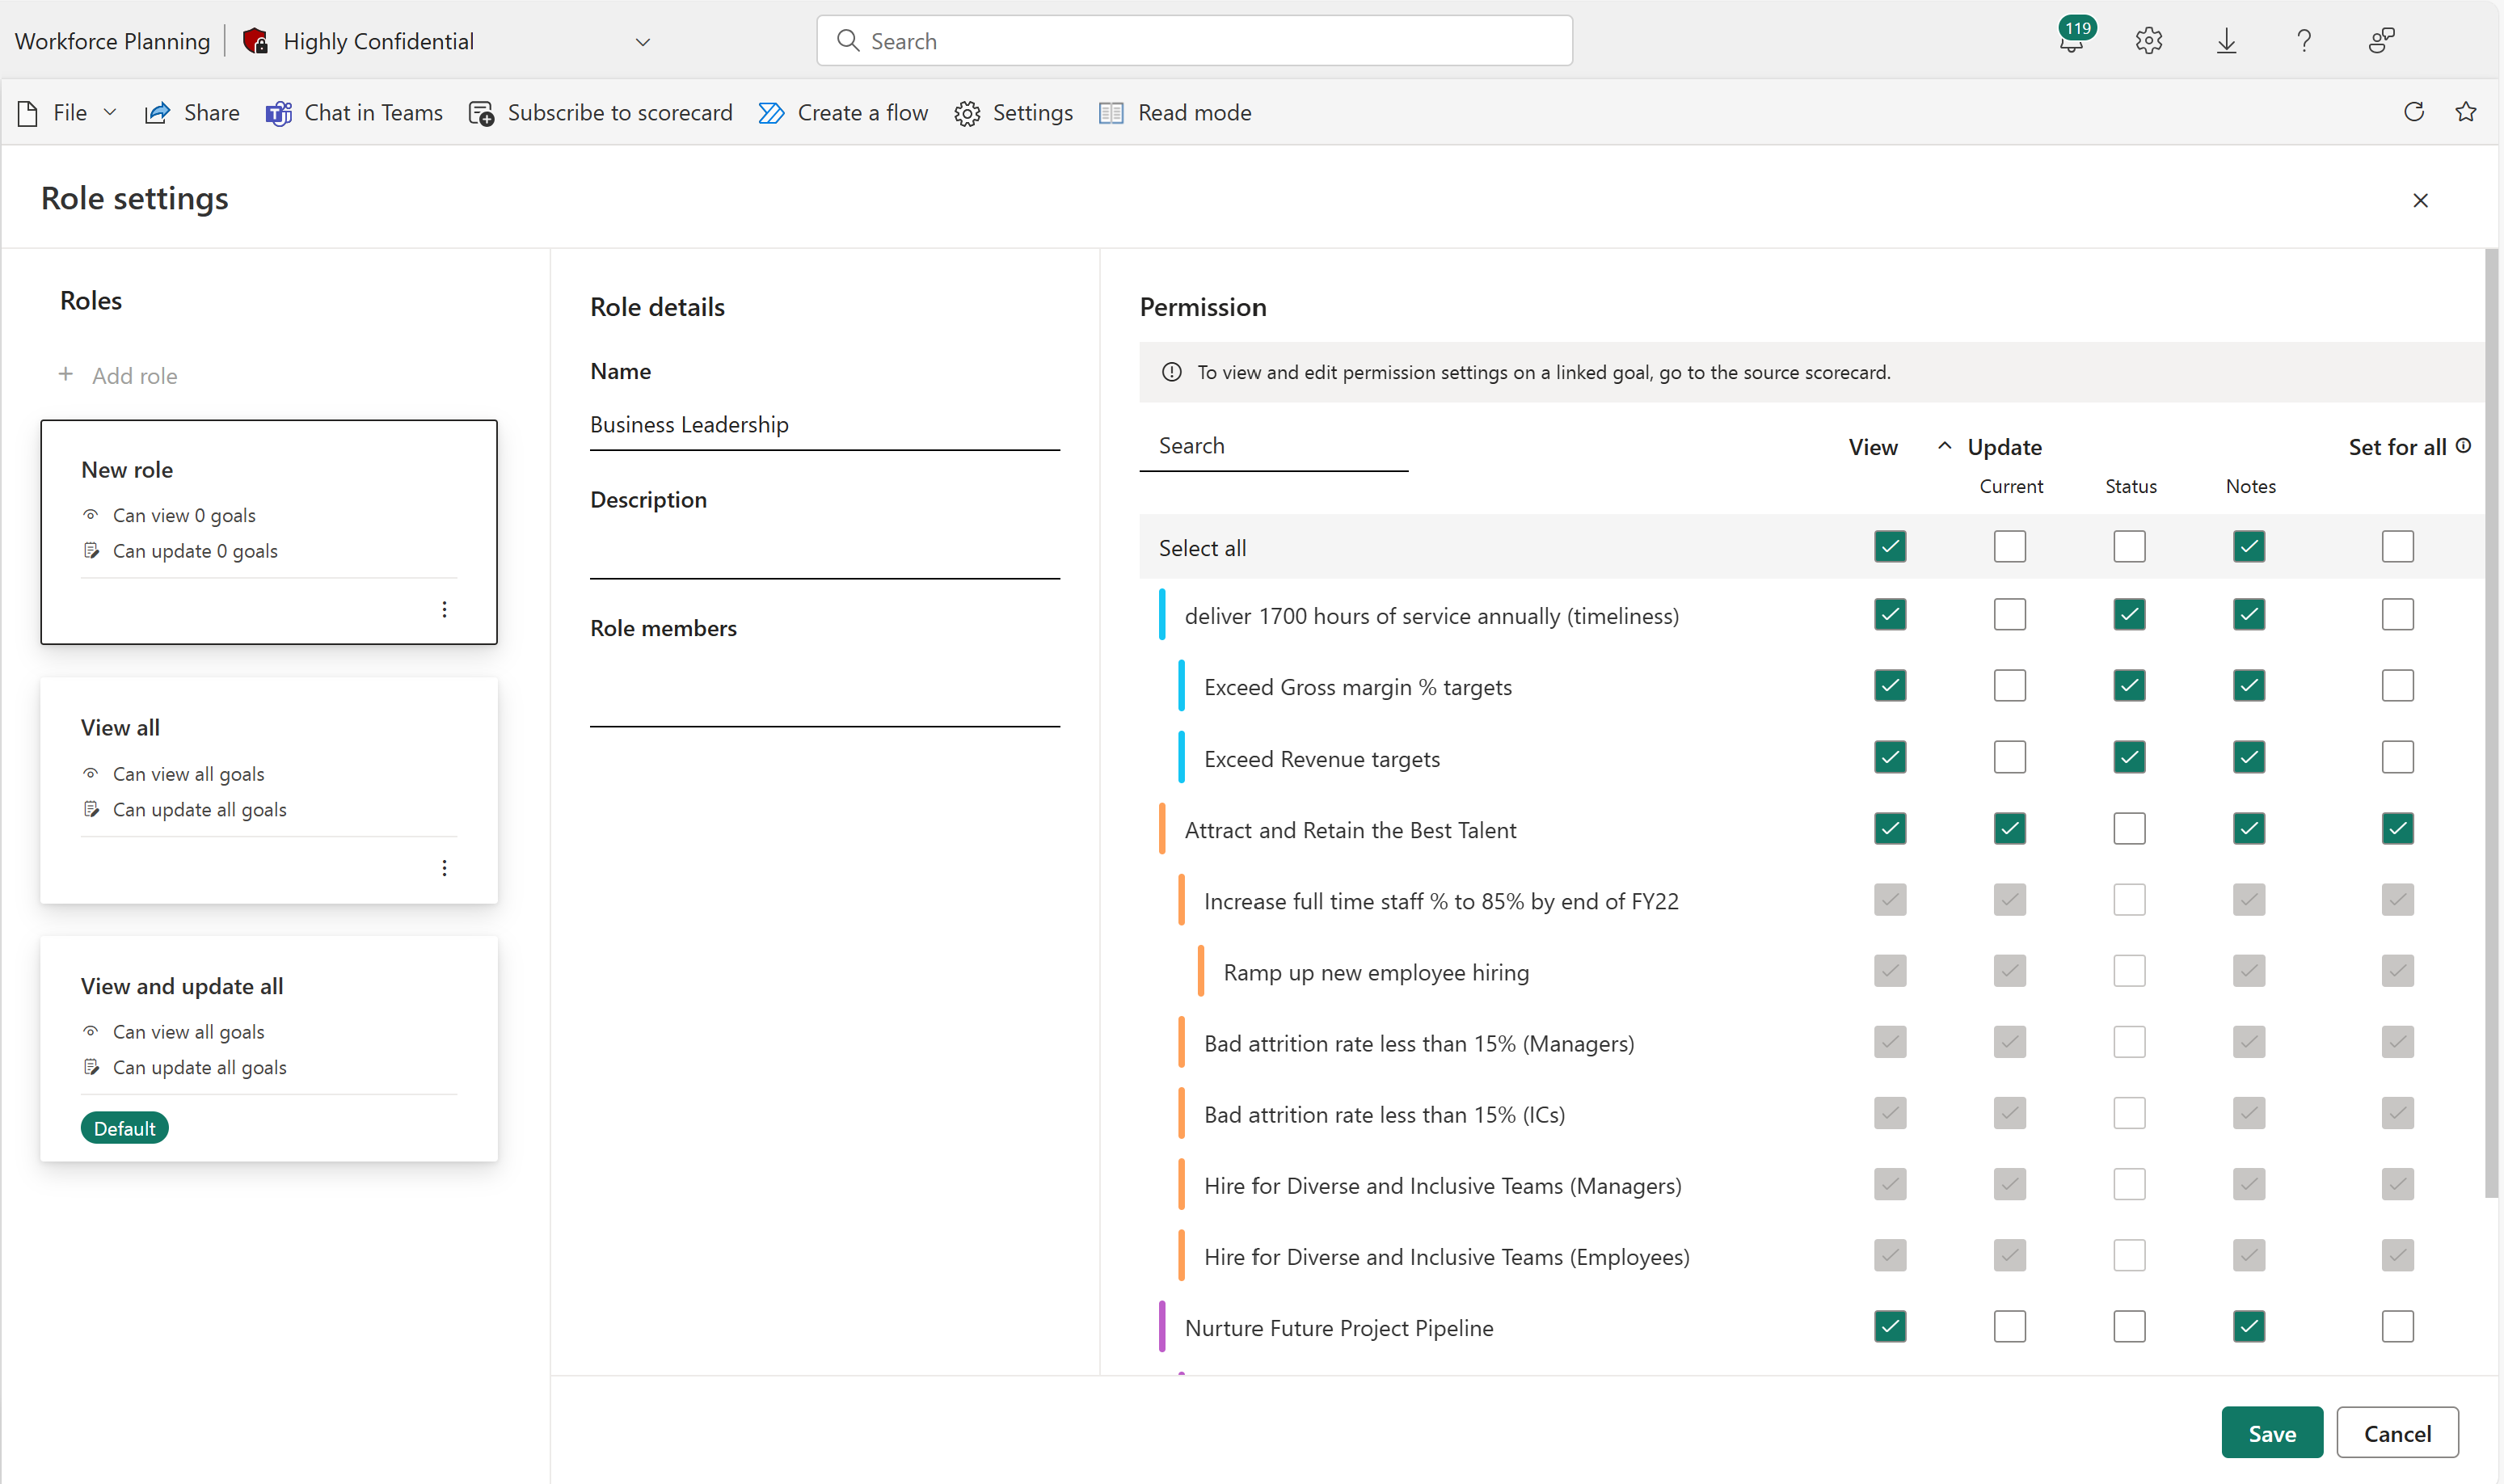 Workforce Planning
Highly Confidential
Search
119
File
Share
Chat in Teams
Subscribe to scorecard
Create a flow
Settings
Read mode
Role settings
Roles
Add role
New role
Can view 0 goals
Can update 0 goals
View all
Can view all goals
Can update all goals
View and update all
Can view all goals
Can update all goals
Default
Role details
Name
Business Leadership
Description
Role members
Permission
To view and edit permission settings on a linked goal, go to the source scorecard.
Search
View
Update
Set for all
Current
Status
Notes
Select all
deliver 1700 hours of service annually (timeliness)
Exceed Gross margin % targets
Exceed Revenue targets
Attract and Retain the Best Talent
Increase full time staff % to 85% by end of FY22
Ramp up new employee hiring
Bad attrition rate less than 15% (Managers)
Bad attrition rate less than 15% (ICs)
Hire for Diverse and Inclusive Teams (Managers)
Hire for Diverse and Inclusive Teams (Employees)
Nurture Future Project Pipeline
Save
Cancel